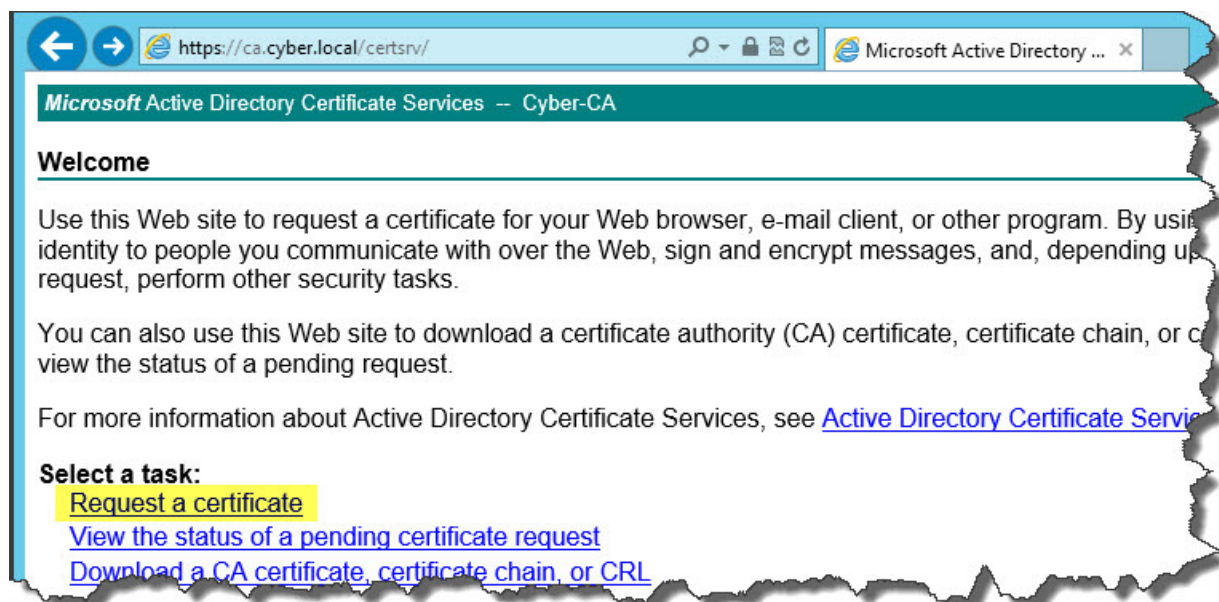 https://ca.cyber.local/certsrv/
Microsoft Active Directory ...
Microsoft Active Directory Certificate Services -- Cyber-CA
Welcome
Use this Web site to request a certificate for your Web browser, e-mail client, or other program. By
identity to people you communicate with over the Web, sign and encrypt messages, and, depending
request, perform other security tasks.
You can also use this Web site to download a certificate authority (CA) certificate, certificate chain, or
view the status of a pending request.
For more information about Active Directory Certificate Services, see Active Directory Certificate
Select a task:
Request a certificate
View the status of a pending certificate request
Download a CA certificate, certificate chain, or CRL